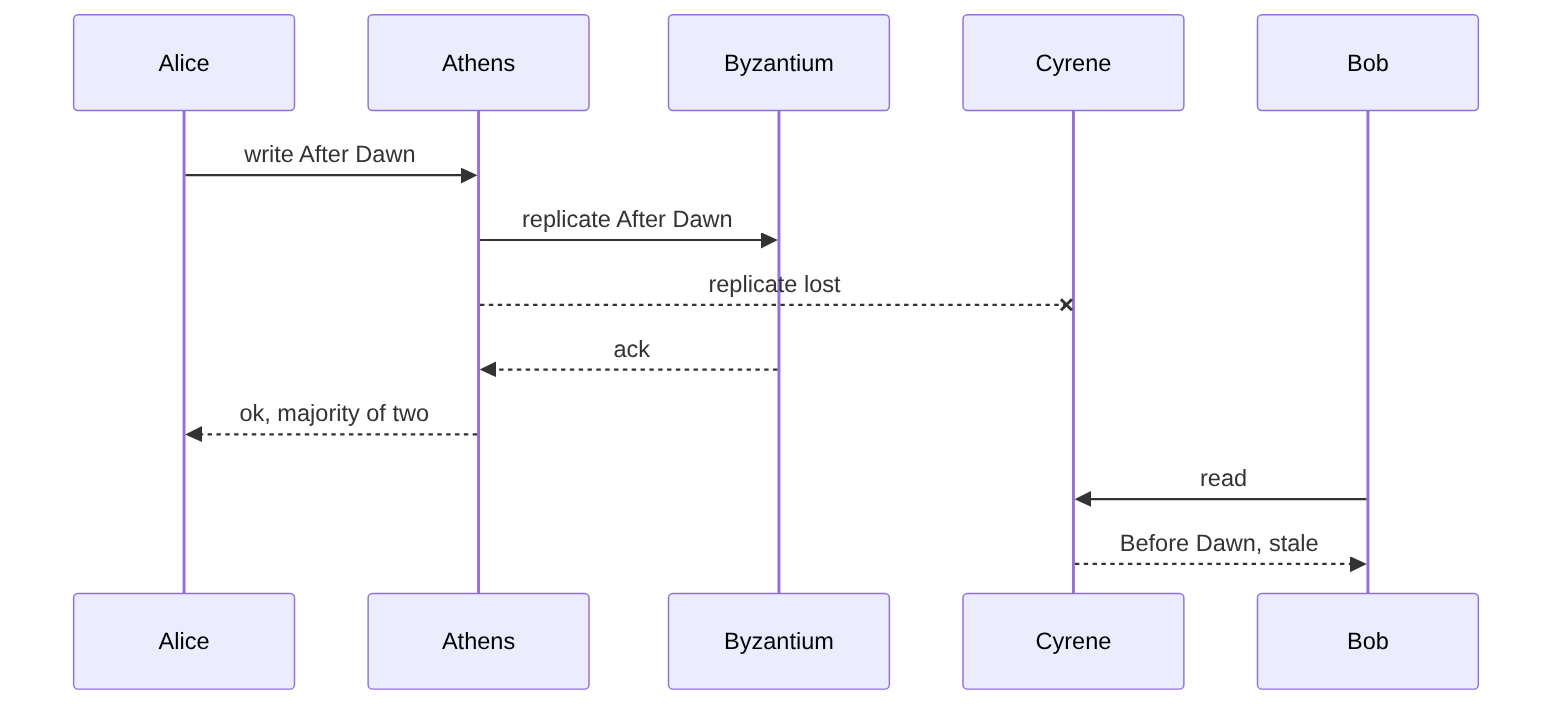 Alice
Athens
Byzantium
Cyrene
Bob
write After Dawn
replicate After Dawn
replicate lost
ack
ok, majority of two
read
Before Dawn, stale
Alice
Athens
Byzantium
Cyrene
Bob